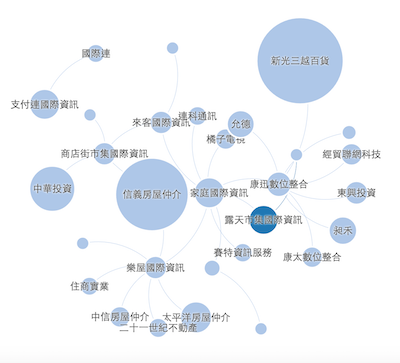 國際連
新光三越百貨
支付連國際資訊
來客國際資訊
連科通訊
允德
橘子電視
商店街市集國際資訊
經貿聯網科技
中華投資
信義房屋仲介
家庭國際資訊
康迅數位整合
東興投資
露天市集國際資訊
昶禾
賽特資訊服務
康太數位整合
樂屋國際資訊
住商實業
中信房屋仲介
太平洋房屋仲介
二十一世紀不動產